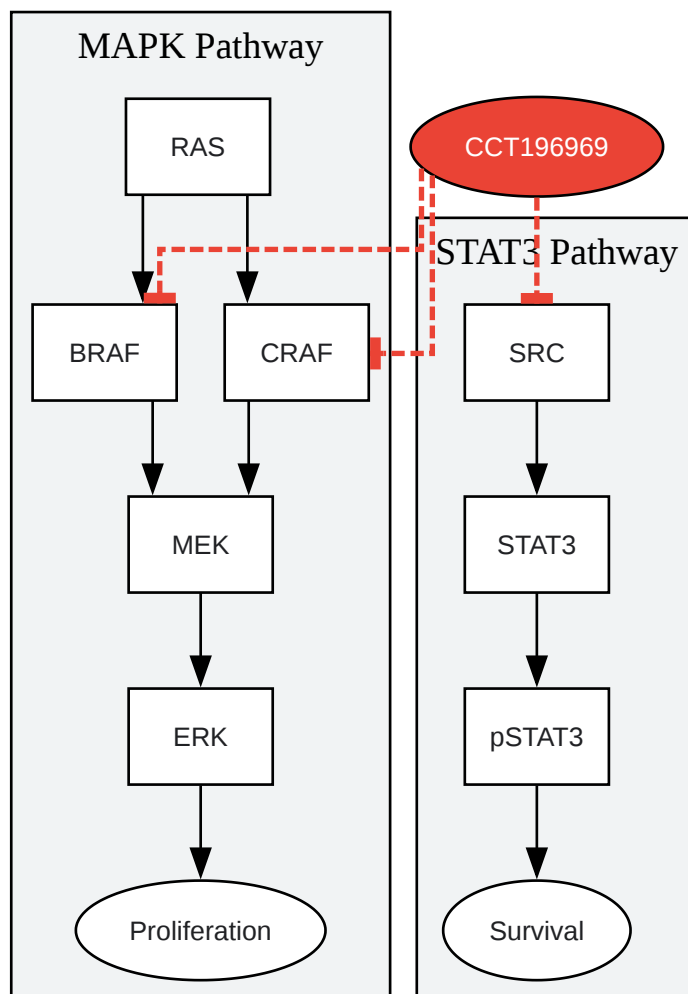 MAPK Pathway
RAS
BRAF
CRAF
MEK
ERK
Proliferation
CCT196969
STAT3 Pathway
SRC
STAT3
pSTAT3
Survival